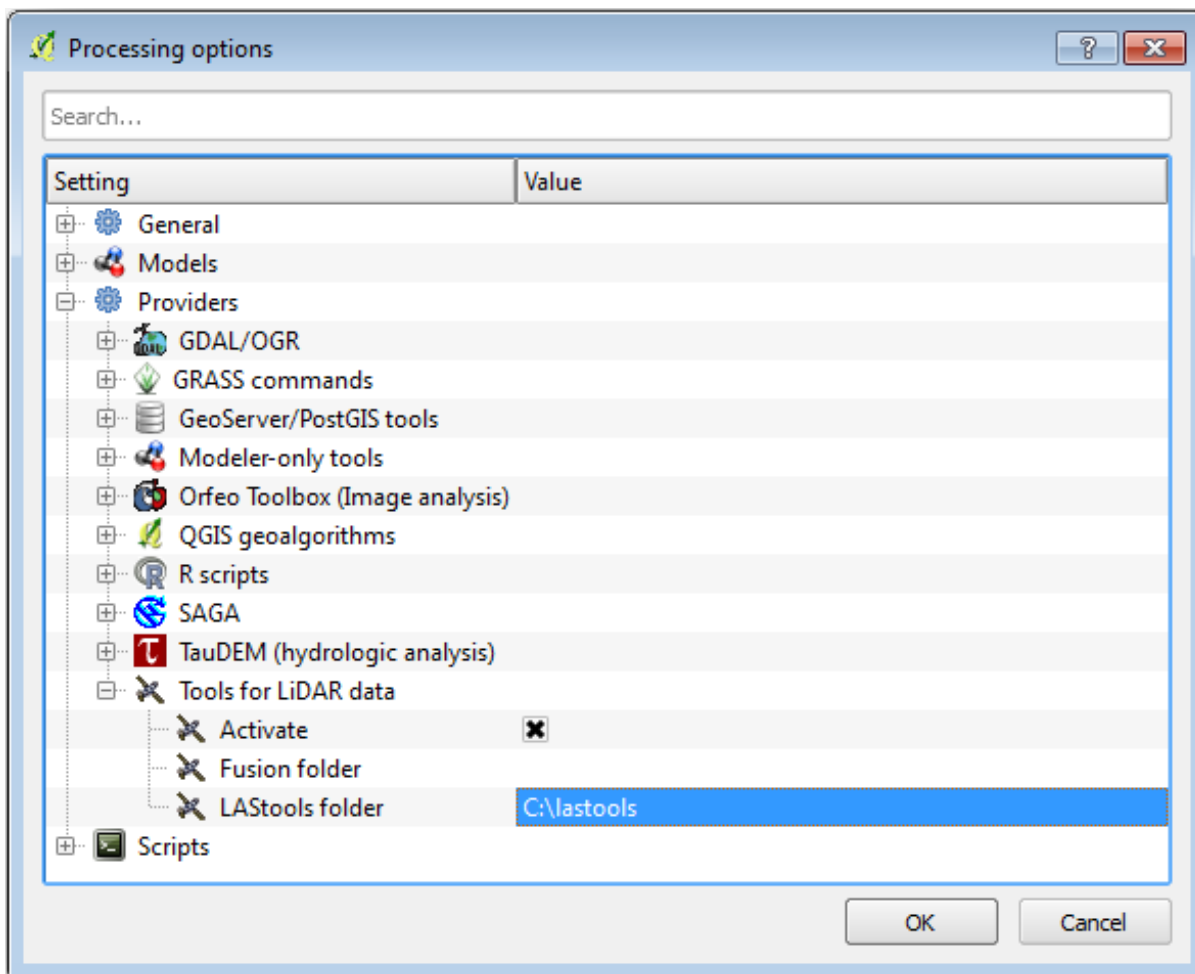 Processing options
Search...
Setting Value
General
Models
Providers
GDAL/OGR
GRASS commands
GeoServer/PostGIS tools
Modeler-only tools
Orfeo Toolbox (Image analysis)
QGIS geoalgorithms
R scripts
SAGA
TauDEM (hydrologic analysis)
Tools for LiDAR data
Activate
Fusion folder
LAStools folder C:\lastools
Scripts
OK Cancel